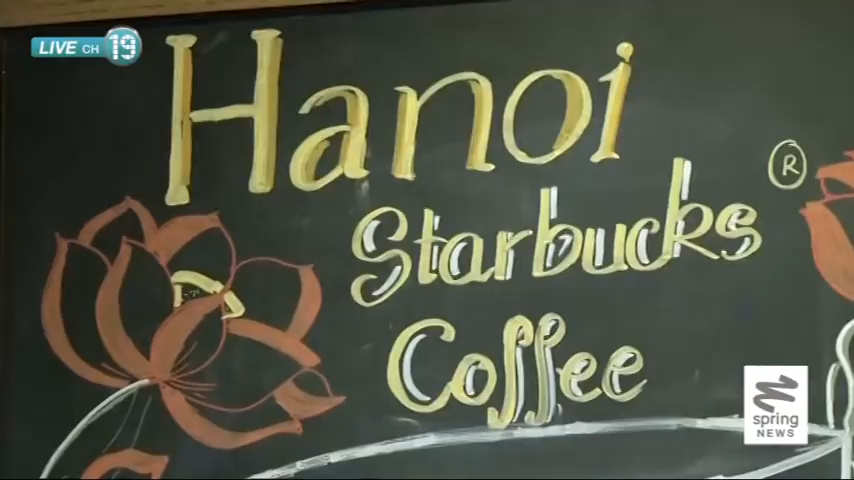 LIVE CH 19
Hanoi
®
Starbucks
Coffee
spring
NEWS